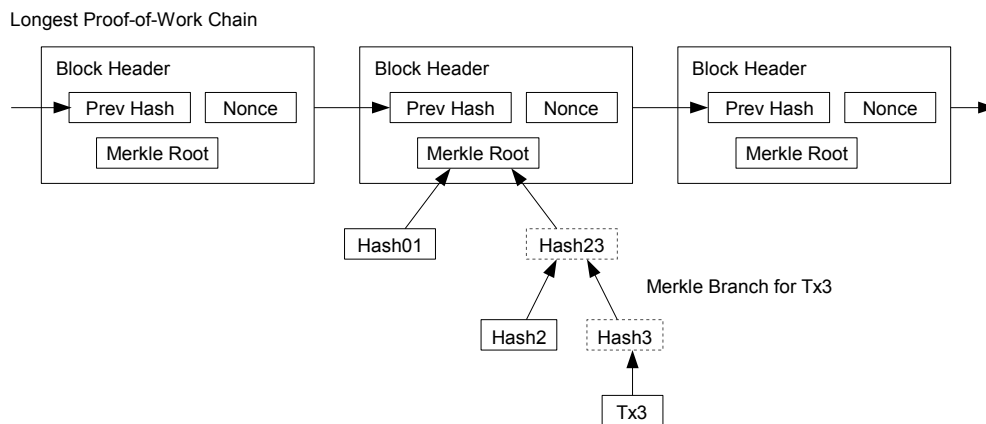 Longest Proof-of-Work Chain
Block Header
Prev Hash
Nonce
Merkle Root
Block Header
Prev Hash
Nonce
Merkle Root
Block Header
Prev Hash
Nonce
Merkle Root
Hash01
Hash23
Merkle Branch for Tx3
Hash2
Hash3
Tx3